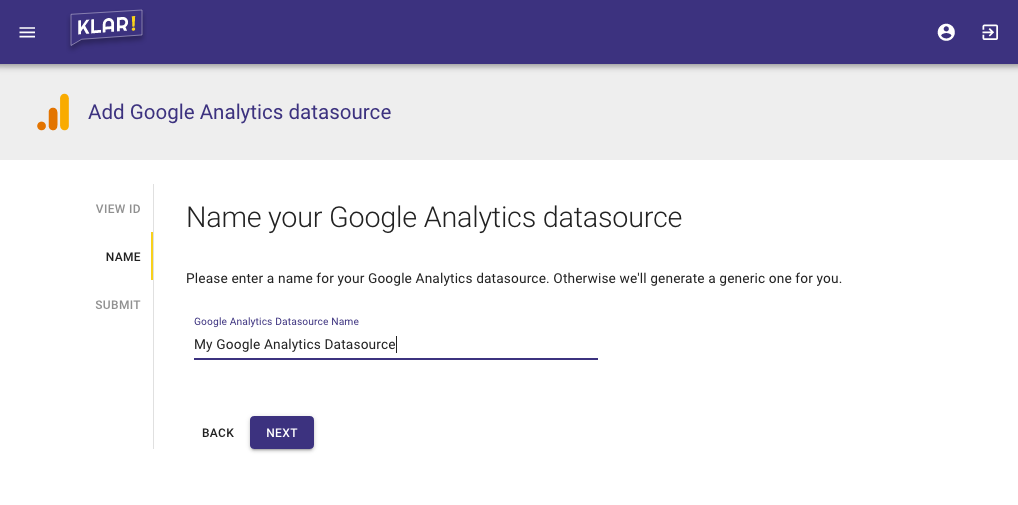 KLAR!
Add Google Analytics datasource
VIEW ID
NAME
SUBMIT
Name your Google Analytics datasource
Please enter a name for your Google Analytics datasource. Otherwise we'll generate a generic one for you.
Google Analytics Datasource Name
My Google Analytics Datasource
BACK
NEXT